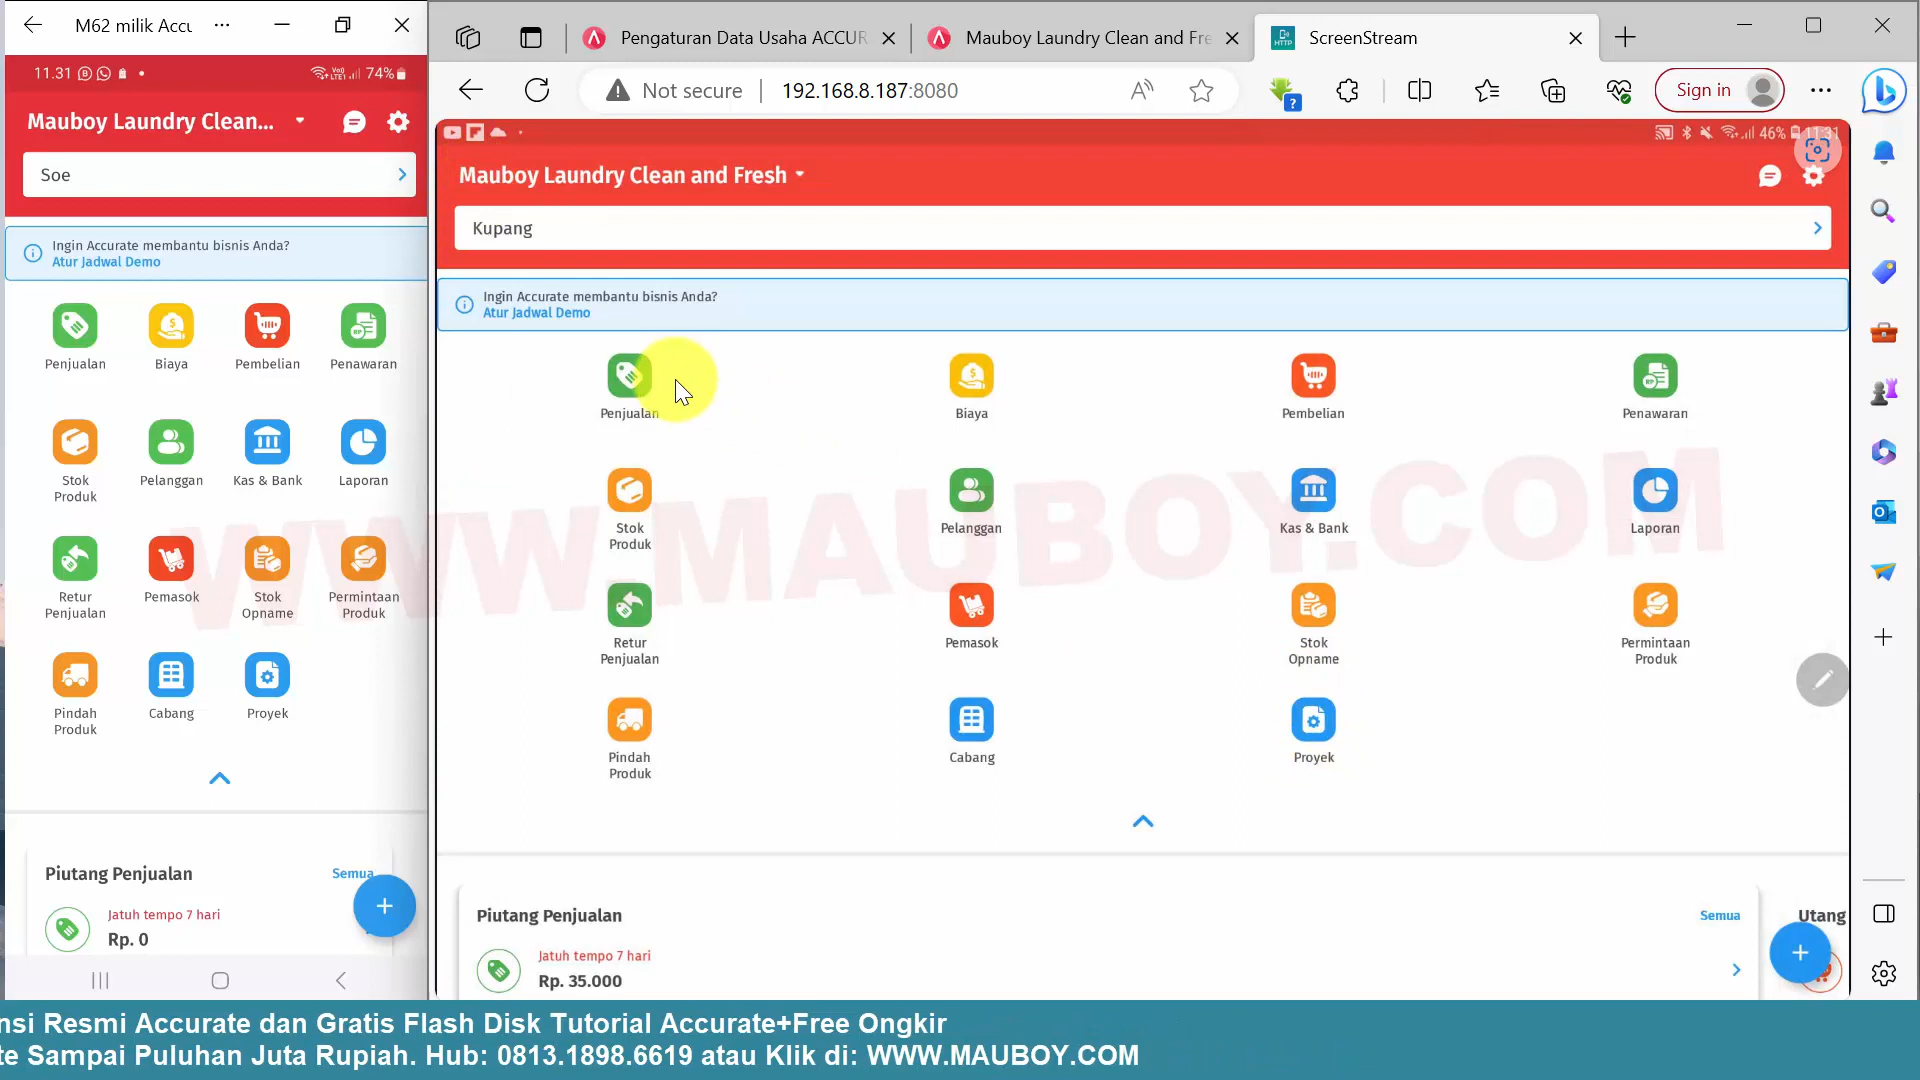 M62 milik Accu
11.31
74%
Mauboy Laundry Clean...
Soe
Ingin Accurate membantu bisnis Anda?
Atur Jadwal Demo
Penjualan
Biaya
Pembelian
Penawaran
Stok
Produk
Pelanggan
Kas & Bank
Laporan
Retur
Penjualan
Pemasok
Stok
Opname
Permintaan
Produk
Pindah
Produk
Cabang
Proyek
Piutang Penjualan
Semua
Jatuh tempo 7 hari
Rp. 0
Pengaturan Data Usaha ACCUR
Mauboy Laundry Clean and Fre
ScreenStream
Not secure
192.168.8.187:8080
Sign in
46%
11:31
Mauboy Laundry Clean and Fresh
Kupang
Ingin Accurate membantu bisnis Anda?
Atur Jadwal Demo
Penjualan
Biaya
Pembelian
Penawaran
Stok
Produk
Pelanggan
Kas & Bank
Laporan
Retur
Penjualan
Pemasok
Stok
Opname
Permintaan
Produk
Pindah
Produk
Cabang
Proyek
Piutang Penjualan
Semua
Utang
Jatuh tempo 7 hari
Rp. 35.000
WWW.MAUBOY.COM
nsi Resmi Accurate dan Gratis Flash Disk Tutorial Accurate+Free Ongkir
te Sampai Puluhan Juta Rupiah. Hub: 0813.1898.6619 atau Klik di: WWW.MAUBOY.COM